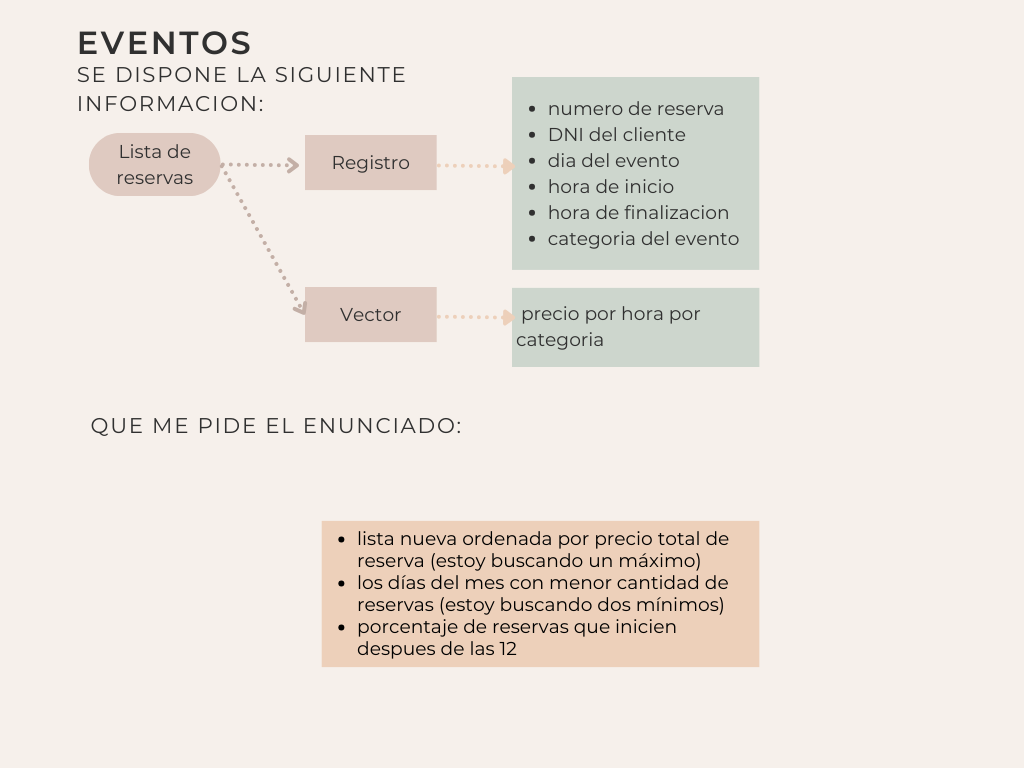 EVENTOS
SE DISPONE LA SIGUIENTE
INFORMACION:
Lista de
reservas
Registro
• numero de reserva
• DNI del cliente
• dia del evento
• hora de inicio
• hora de finalizacion
• categoria del evento
Vector
precio por hora por
categoria
QUE ME PIDE EL ENUNCIADO:
• lista nueva ordenada por precio total de
reserva (estoy buscando un máximo)
• los días del mes con menor cantidad de
reservas (estoy buscando dos mínimos)
• porcentaje de reservas que inicien
despues de las 12